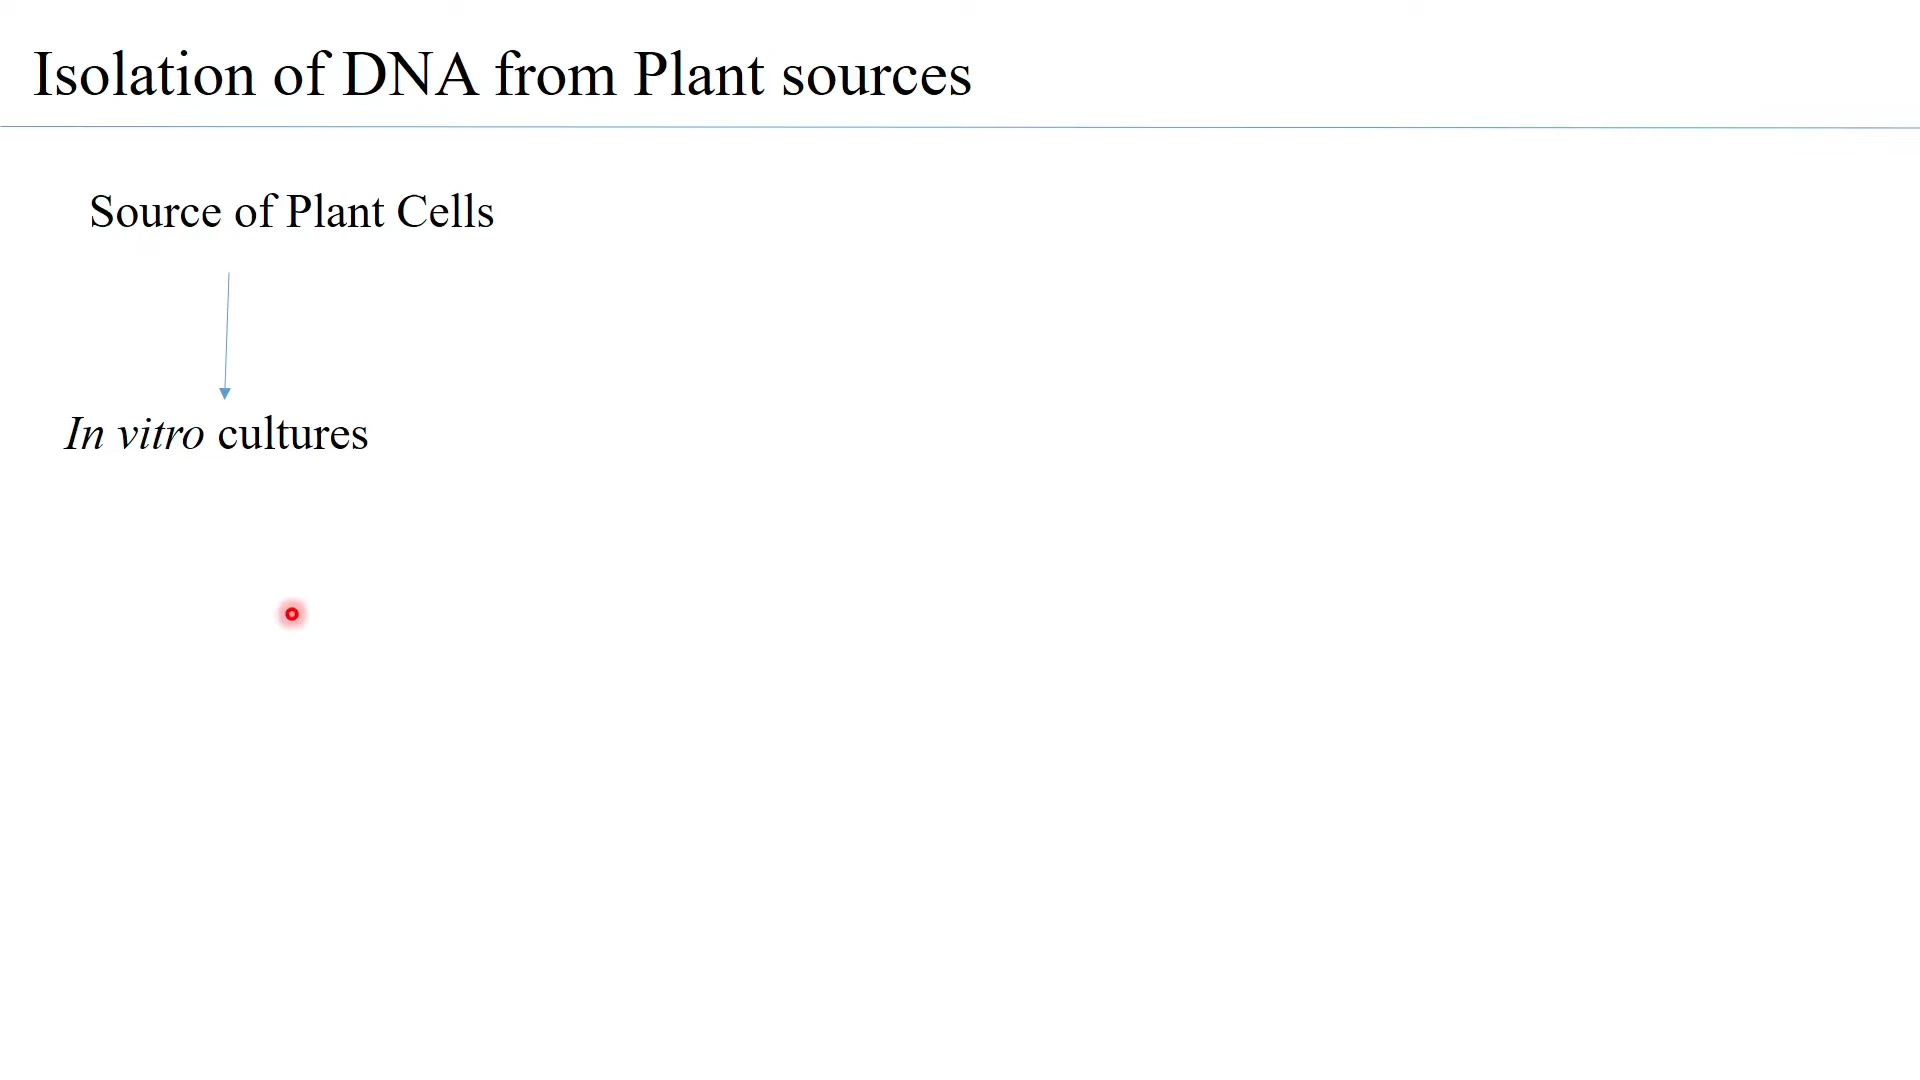 Isolation of DNA from Plant sources
Source of Plant Cells
In vitro cultures